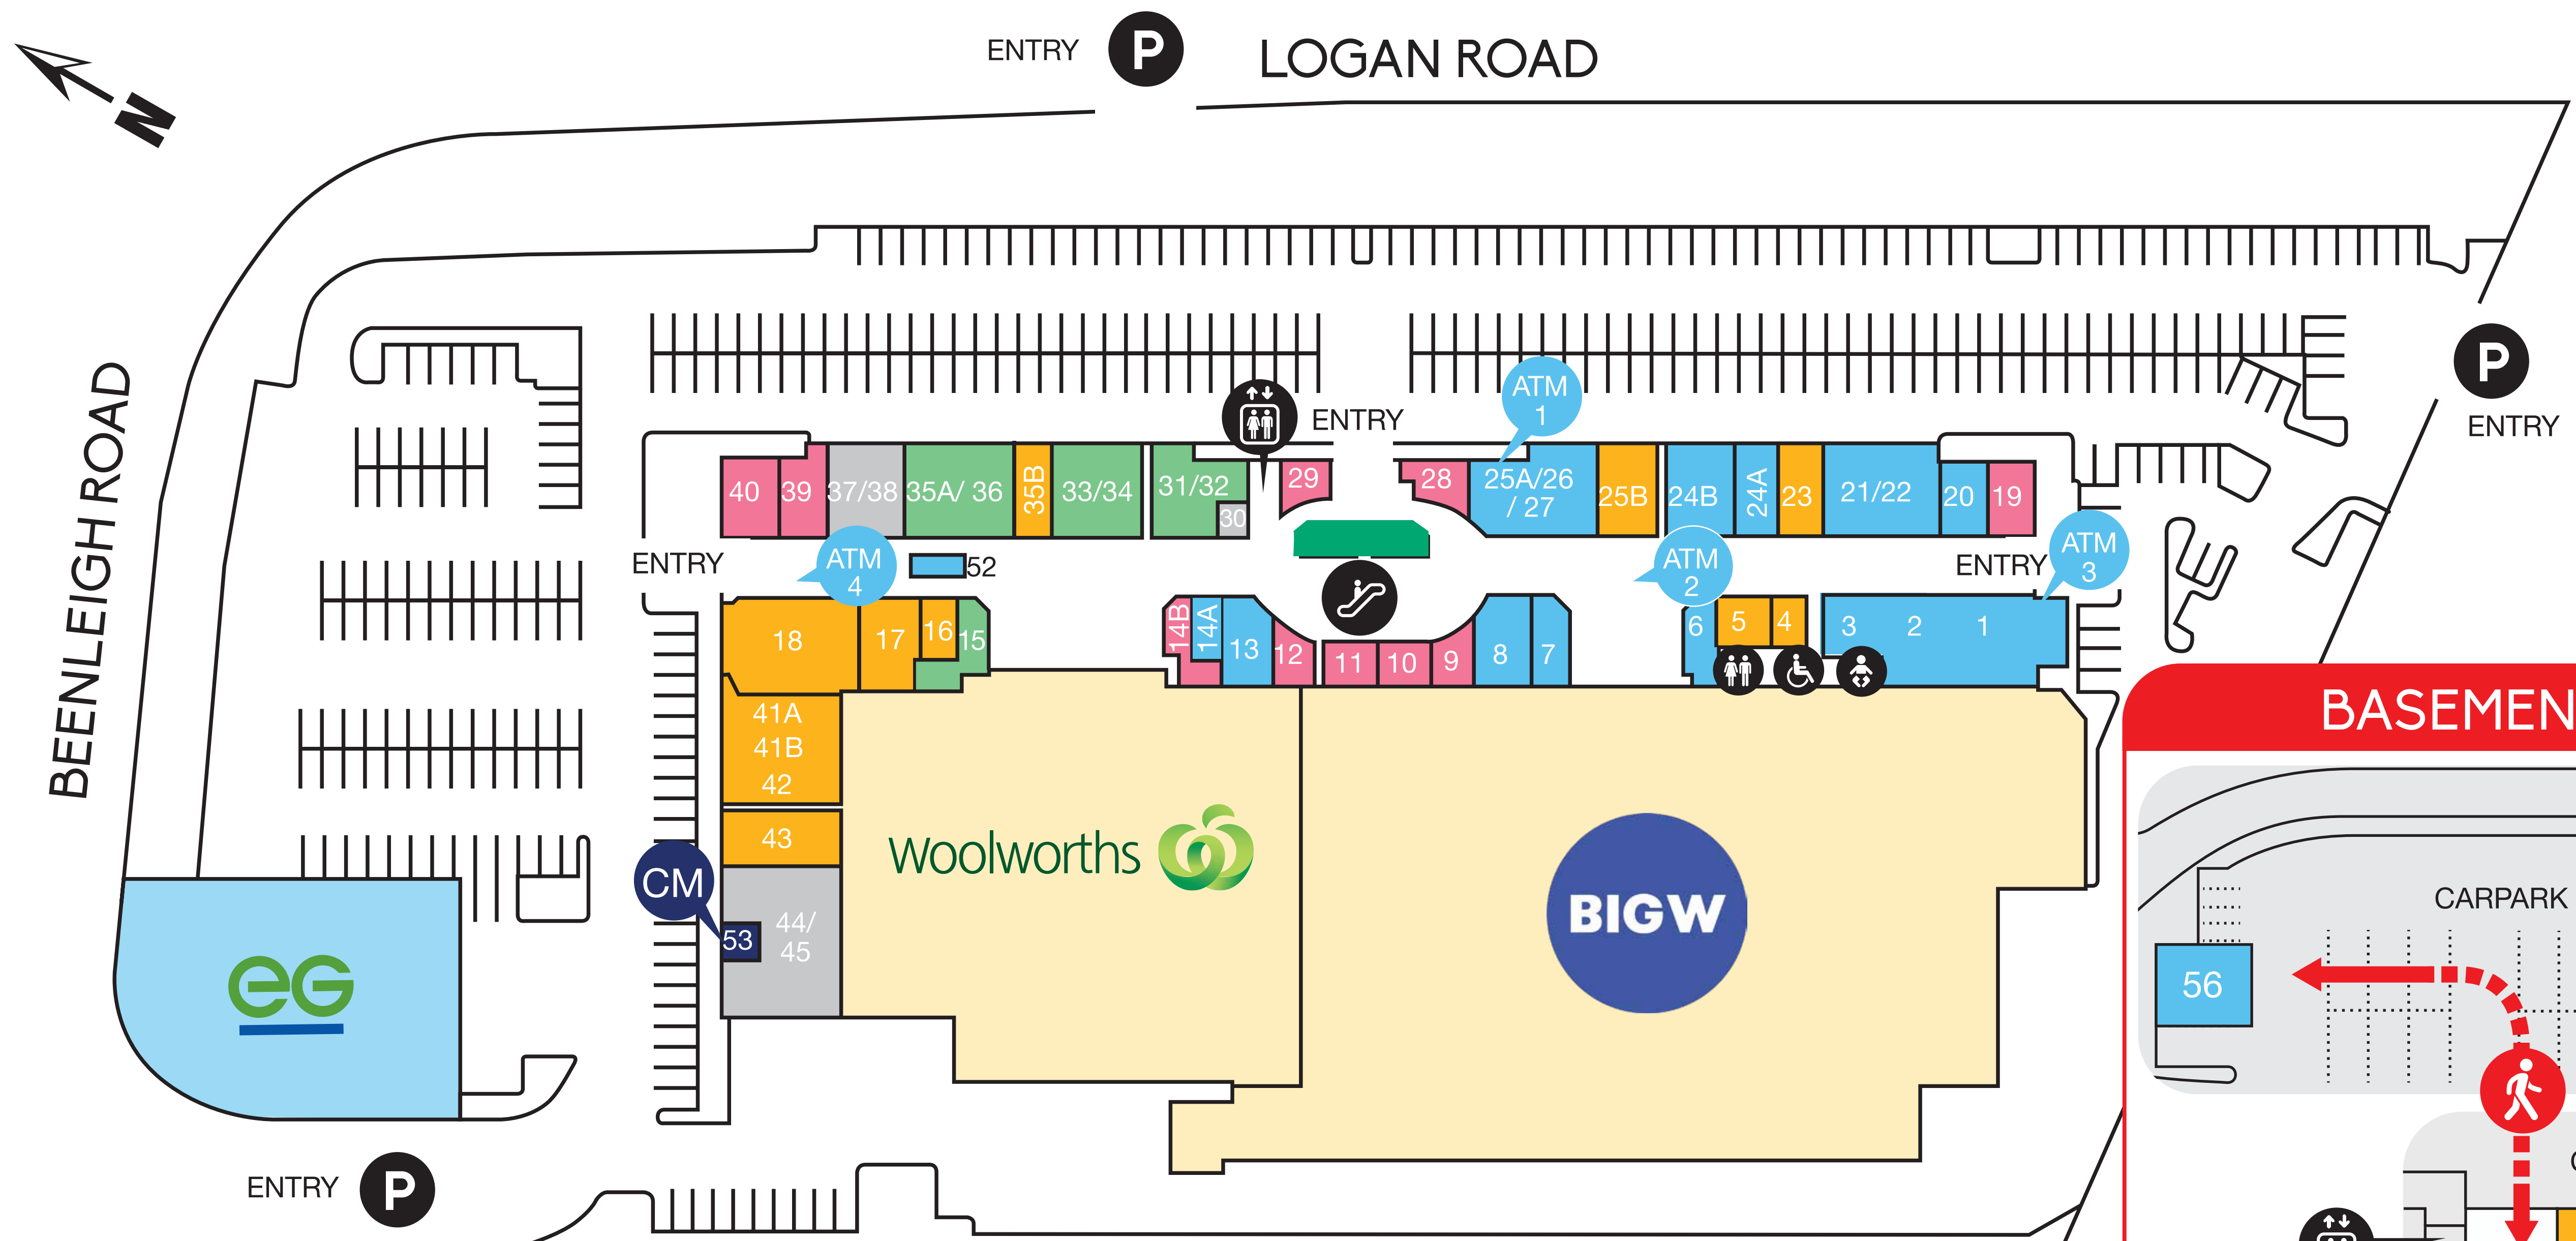 ENTRY P LOGAN ROAD
N
BEENLEIGH ROAD
P
ENTRY
ENTRY
ATM
1
40 39 37/38 35A/ 36 35B 33/34 31/32 30 29 28 25A/26
/ 27 25B 24B 24A 23 21/22 20 19
ENTRY
ATM
4
52
ATM
2
ENTRY
ATM
3
18 17 16 15 14B 14A 13 12 11 10 9 8 7 6 5 4 3 2 1
41A
41B
42
43
CM
53
44/
45
Woolworths
BIGW
eG
ENTRY P
BASEMEN
CARPARK
56